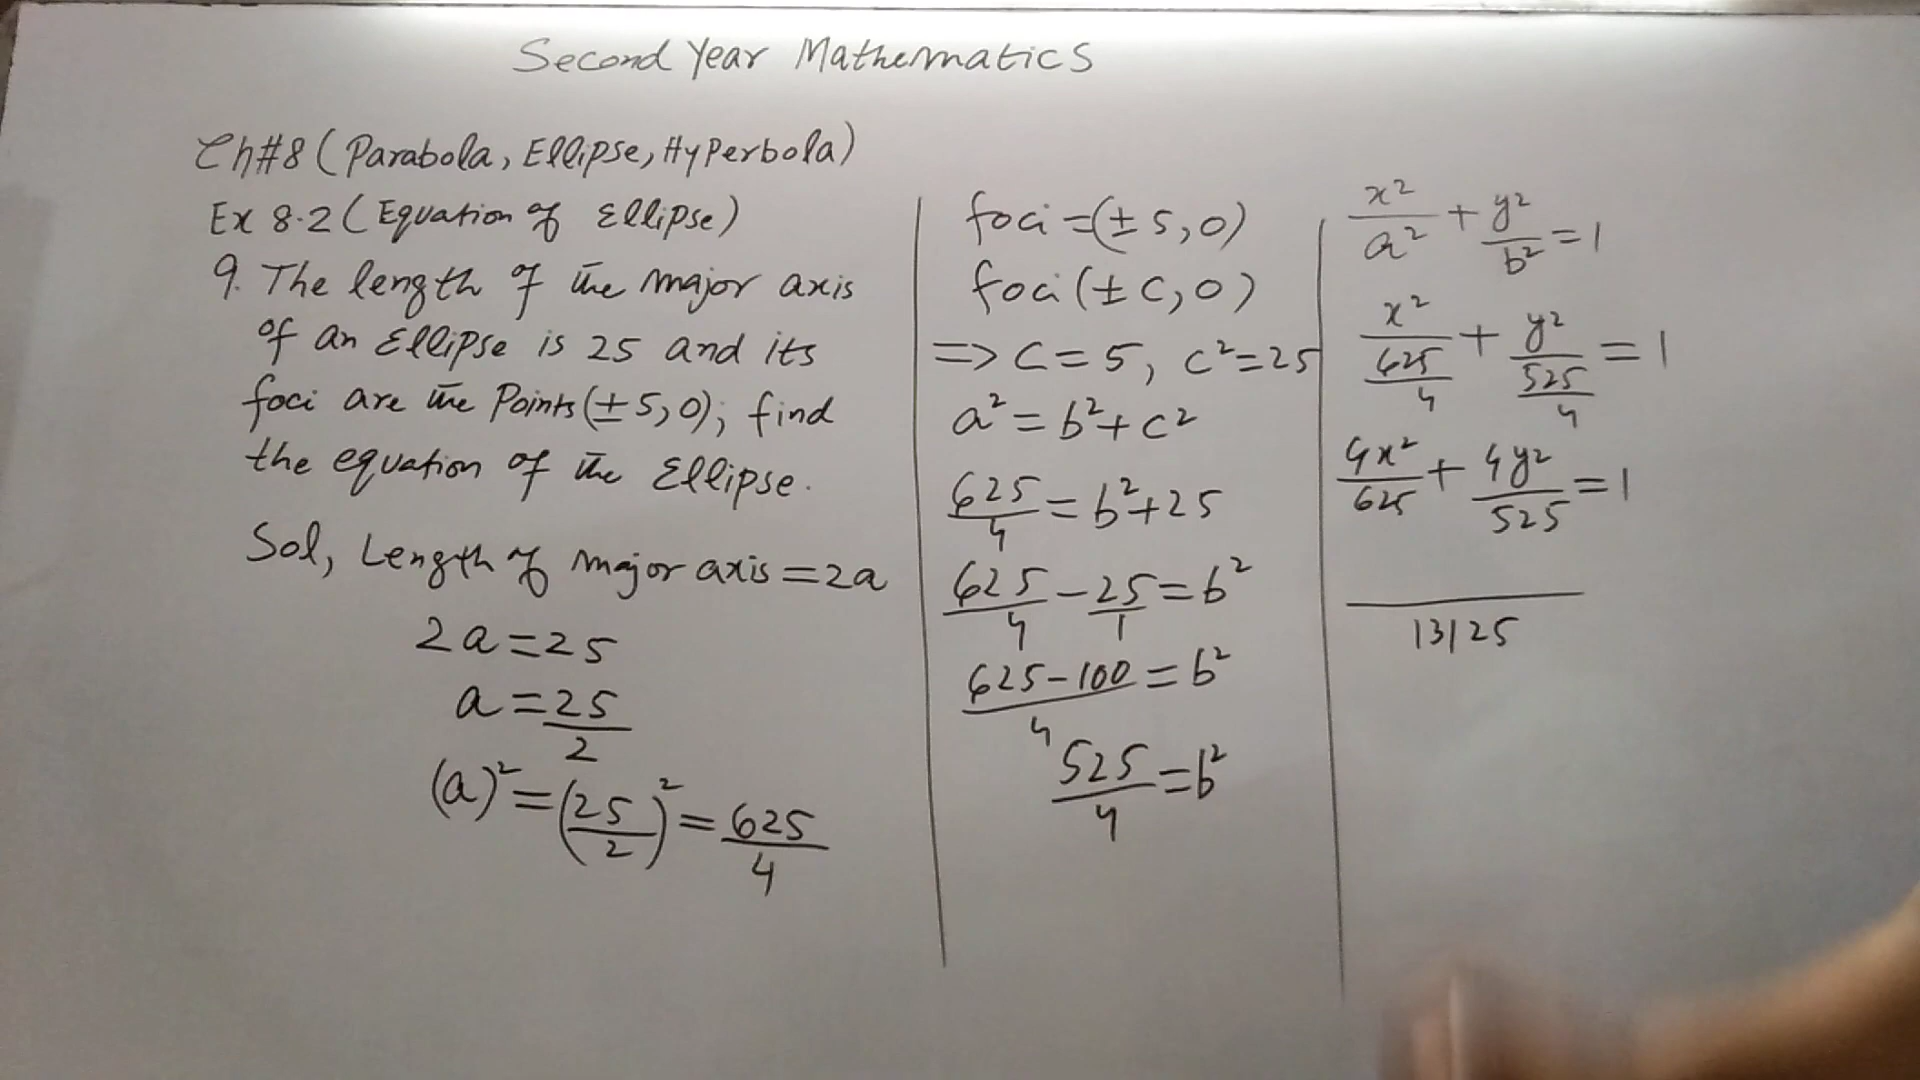 Second Year Mathematics
Ch#8 (Parabola, Ellipse, Hyperbola)
Ex 8.2 (Equation of Ellipse)
9. The length of the major axis
of an Ellipse is 25 and its
foci are the Points (±5,0), find
the equation of the Ellipse.
Sol, Length of major axis = 2a
2a = 25
a = 25/2
(a)² = (25/2)² = 625/4
foci = (±5,0)
foci (±c,0)
=> c = 5, c² = 25
a² = b² + c²
625/4 = b² + 25
625/4 - 25/1 = b²
(625-100)/4 = b²
525/4 = b²
x²/a² + y²/b² = 1
x²/(625/4) + y²/(525/4) = 1
4x²/625 + 4y²/525 = 1
13125